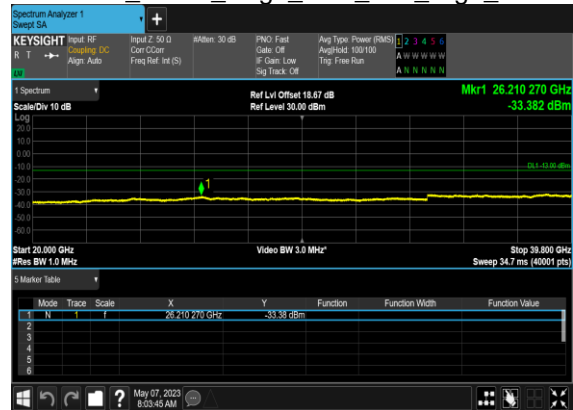 Spectrum Analyzer 1
Swept SA
+
KEYSIGHT Input: RF Input Z: 50 Ω #Atten: 30 dB PNO: Fast Avg Type: Power (RMS) 1 2 3 4 5 6
R T Coupling: DC Corr CCorr Gate: Off Avg|Hold: 100/100 A W W W W W
Align: Auto Freq Ref: Int (S) IF Gain: Low Trig: Free Run
Sig Track: Off A N N N N N
1 Spectrum Ref Lvl Offset 18.67 dB Mkr1 26.210 270 GHz
Scale/Div 10 dB Ref Level 30.00 dBm -33.382 dBm
Log
20.0
10.0
0.00
-10.0 DL1 -13.00 dBm
-20.0
-30.0 1
-40.0
-50.0
-60.0
Start 20.000 GHz Video BW 3.0 MHz* Stop 39.800 GHz
#Res BW 1.0 MHz Sweep 34.7 ms (40001 pts)
5 Marker Table
Mode Trace Scale X Y Function Function Width Function Value
1 N 1 f 26.210 270 GHz -33.38 dBm
2
3
4
5
6
? May 07, 2023
8:03:45 AM